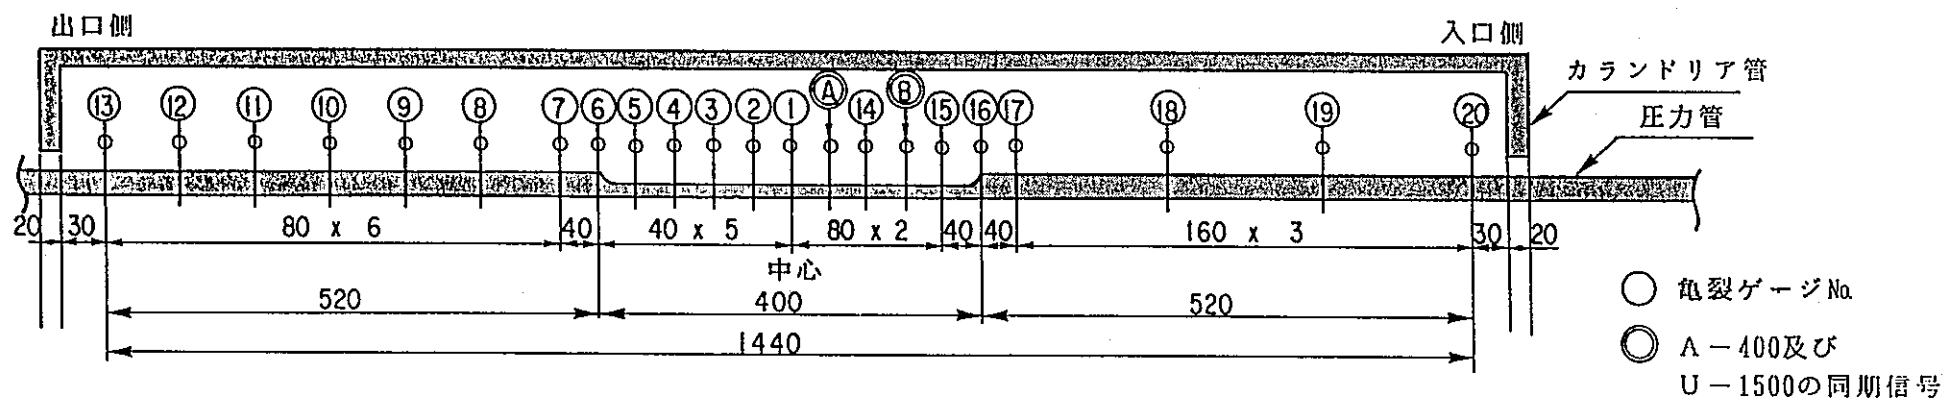 出口側
入口側
カランドリア管
圧力管
⑬ ⑫ ⑪ ⑩ ⑨ ⑧ ⑦ ⑥ ⑤ ④ ③ ② ① Ⓐ ⑭ Ⓑ ⑮ ⑯ ⑰ ⑱ ⑲ ⑳
20 30 80 x 6 40 40 x 5 80 x 2 40 40 160 x 3 30 20
中心
520 400 520
1440
亀裂ゲージ№
A-400及び
U-1500の同期信号